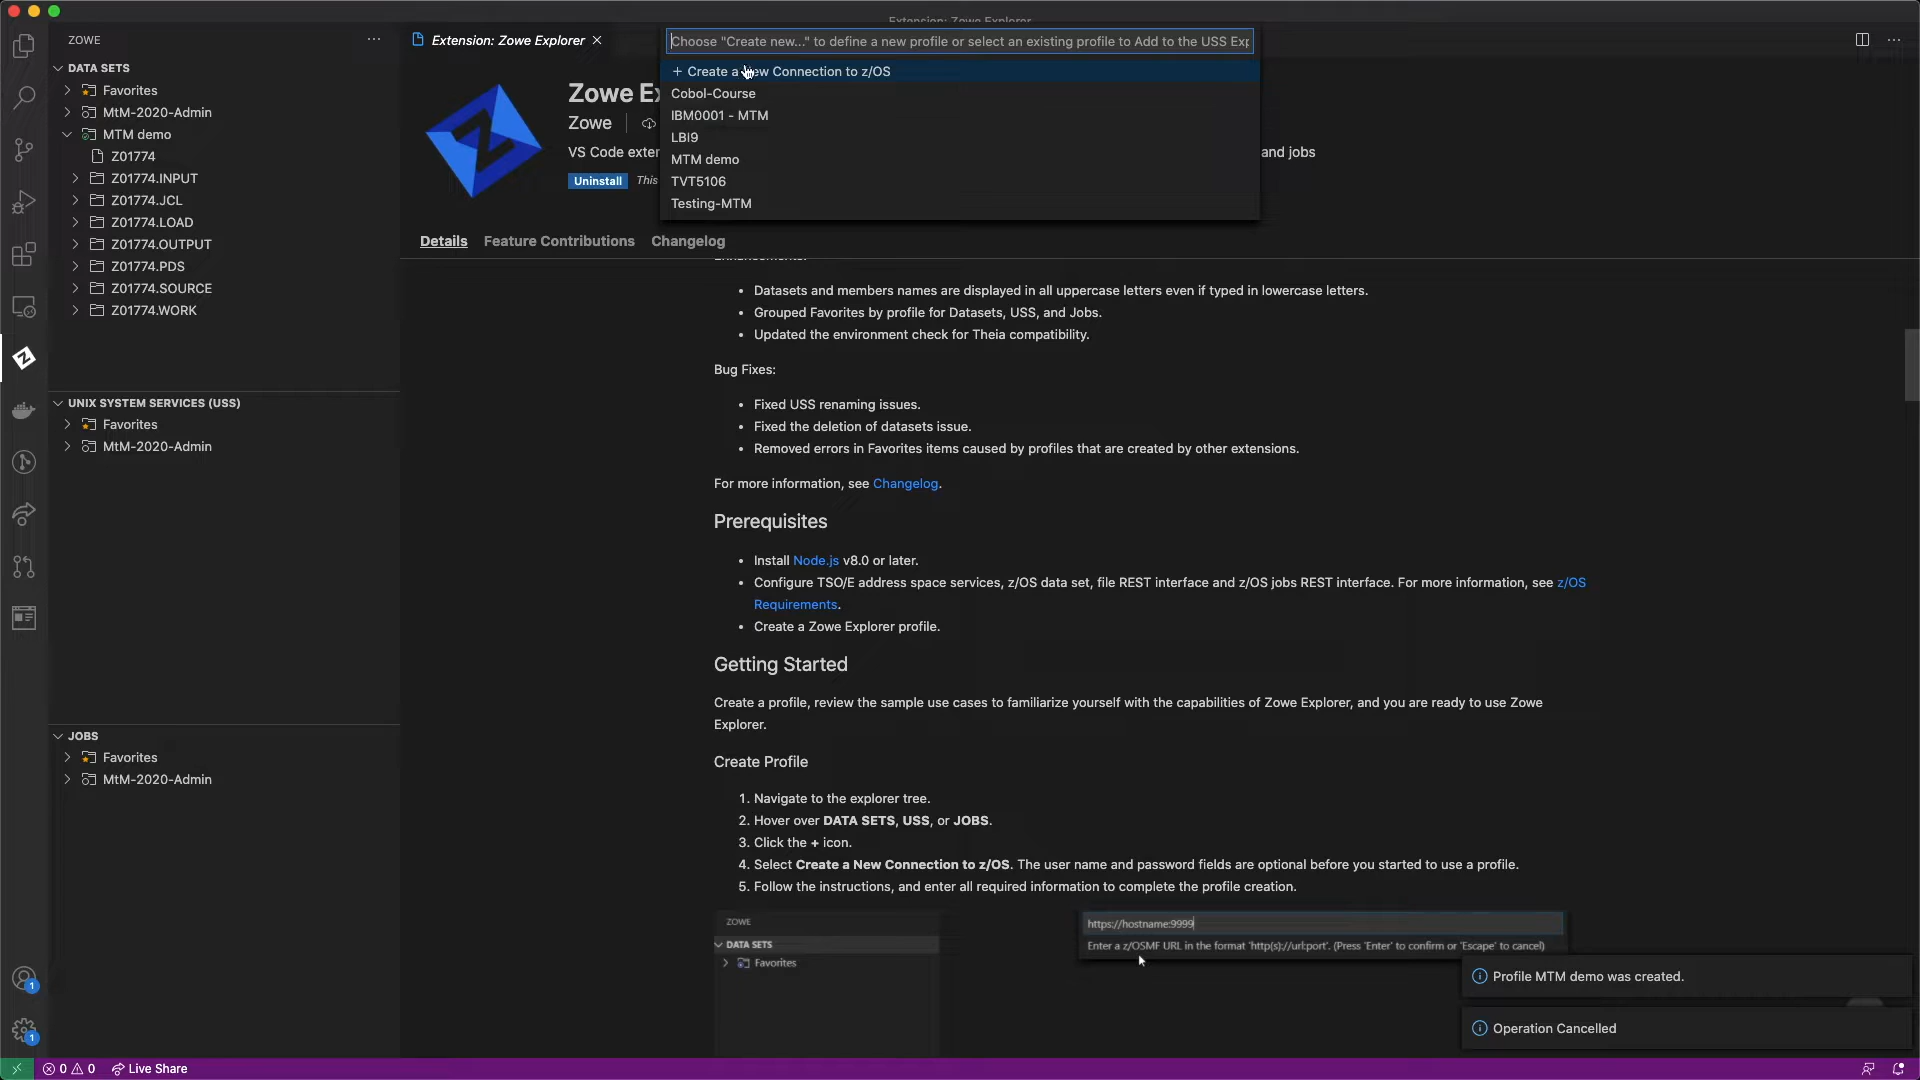 Extension: Zowe Explorer
ZOWE
Extension: Zowe Explorer
Choose "Create new..." to define a new profile or select an existing profile to Add to the USS Exp
+ Create a New Connection to z/OS
Cobol-Course
IBM0001 - MTM
LBI9
MTM demo
TVT5106
Testing-MTM
DATA SETS
Favorites
MtM-2020-Admin
MTM demo
Z01774
Z01774.INPUT
Z01774.JCL
Z01774.LOAD
Z01774.OUTPUT
Z01774.PDS
Z01774.SOURCE
Z01774.WORK
UNIX SYSTEM SERVICES (USS)
Favorites
MtM-2020-Admin
JOBS
Favorites
MtM-2020-Admin
Zowe Ex
Zowe
VS Code exten and jobs
Uninstall This
Details Feature Contributions Changelog
Enhancements:
• Datasets and members names are displayed in all uppercase letters even if typed in lowercase letters.
• Grouped Favorites by profile for Datasets, USS, and Jobs.
• Updated the environment check for Theia compatibility.
Bug Fixes:
• Fixed USS renaming issues.
• Fixed the deletion of datasets issue.
• Removed errors in Favorites items caused by profiles that are created by other extensions.
For more information, see Changelog.
Prerequisites
• Install Node.js v8.0 or later.
• Configure TSO/E address space services, z/OS data set, file REST interface and z/OS jobs REST interface. For more information, see z/OS
Requirements.
• Create a Zowe Explorer profile.
Getting Started
Create a profile, review the sample use cases to familiarize yourself with the capabilities of Zowe Explorer, and you are ready to use Zowe
Explorer.
Create Profile
1. Navigate to the explorer tree.
2. Hover over DATA SETS, USS, or JOBS.
3. Click the + icon.
4. Select Create a New Connection to z/OS. The user name and password fields are optional before you started to use a profile.
5. Follow the instructions, and enter all required information to complete the profile creation.
ZOWE
DATA SETS
Favorites
https://hostname:9999
Enter a z/OSMF URL in the format 'http(s)://url:port'. (Press 'Enter' to confirm or 'Escape' to cancel)
Profile MTM demo was created.
Operation Cancelled
1
1
0 0 Live Share